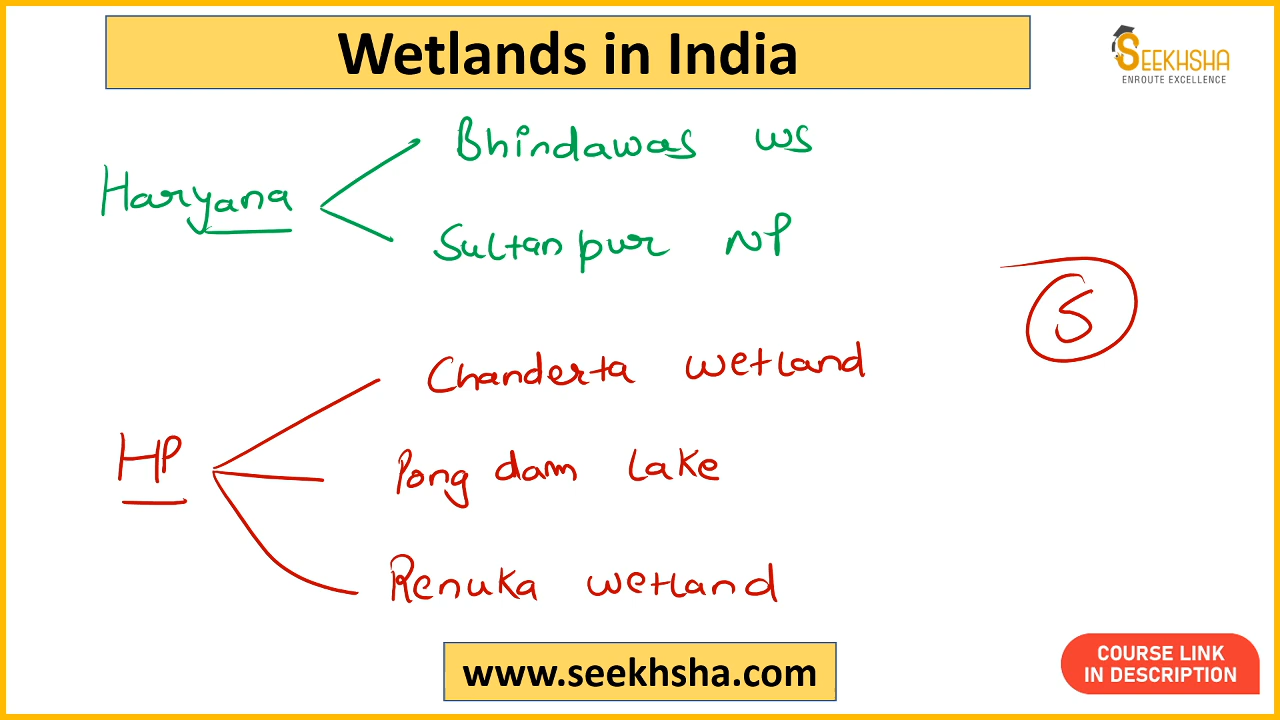 Wetlands in India
SEEKHSHA
ENROUTE EXCELLENCE
Bhindawas WS
Haryana
Sultanpur NP
5
Chanderta wetland
HP
Pong dam lake
Renuka wetland
www.seekhsha.com
COURSE LINK
IN DESCRIPTION